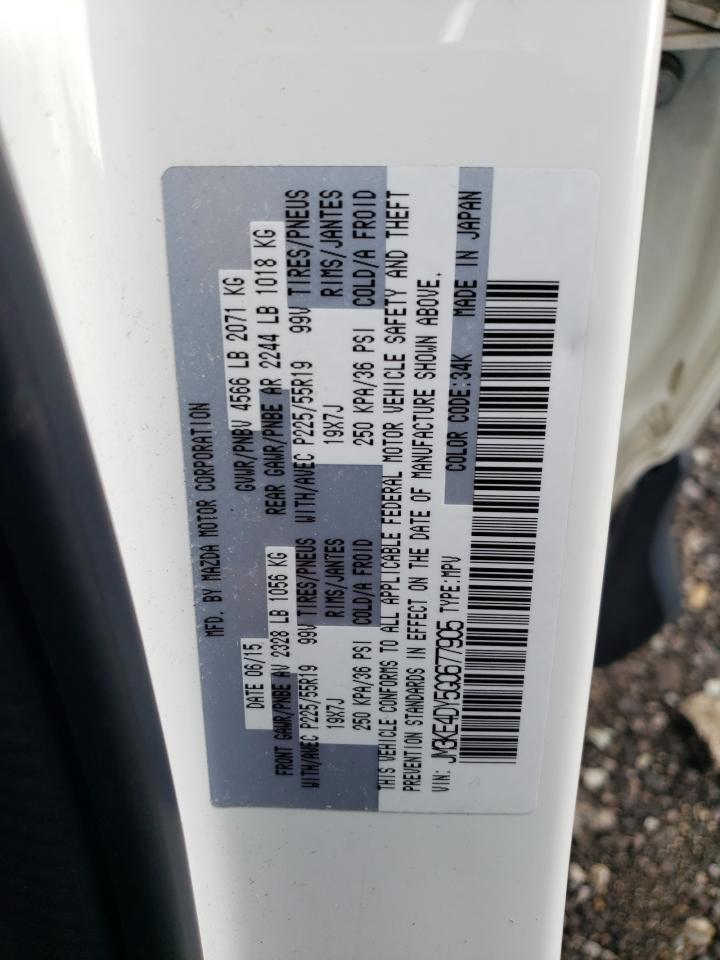 MFD. BY MAZDA MOTOR CORPORATION
DATE 06/15 GVWR/PNBV 4566 LB 2071 KG
FRONT GAWR/PNBE AV 2328 LB 1056 KG REAR GAWR/PNBE AR 2244 LB 1018 KG
WITH/AVEC P225/55R19 99V TIRES/PNEUS WITH/AVEC P225/55R19 99V TIRES/PNEUS
19X7J RIMS/JANTES 19X7J RIMS/JANTES
250 KPA/36 PSI COLD/A FROID 250 KPA/36 PSI COLD/A FROID
THIS VEHICLE CONFORMS TO ALL APPLICABLE FEDERAL MOTOR VEHICLE SAFETY AND THEFT
PREVENTION STANDARDS IN EFFECT ON THE DATE OF MANUFACTURE SHOWN ABOVE.
VIN: JM3KE4DY5G0677905 TYPE:MPV COLOR CODE:34K MADE IN JAPAN